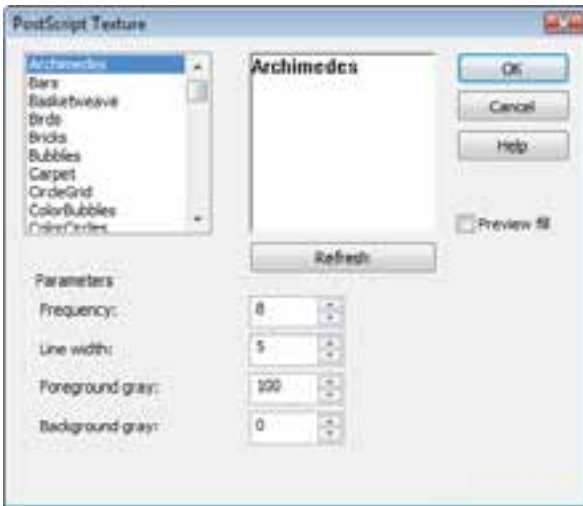 PostScript Texture
Archimedes
Bars
Basketweave
Birds
Bricks
Bubbles
Carpet
CircleGrid
ColorBubbles
ColorCircles
Archimedes
OK
Cancel
Help
Preview fill
Refresh
Parameters
Frequency: 8
Line width: 5
Foreground gray: 100
Background gray: 0